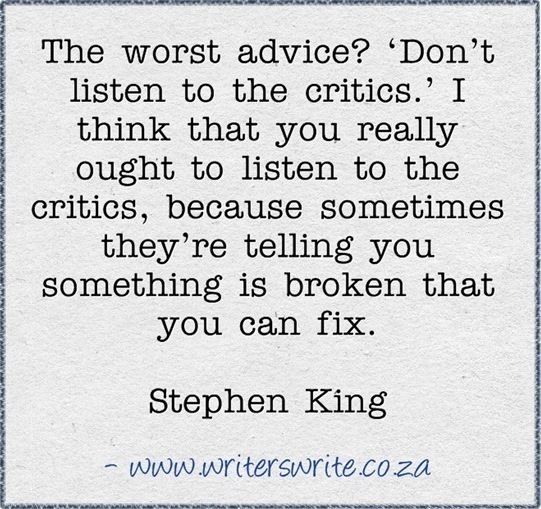 The worst advice? ‘Don’t
listen to the critics.’ I
think that you really
ought to listen to the
critics, because sometimes
they’re telling you
something is broken that
you can fix.
Stephen King
- www.writerswrite.co.za